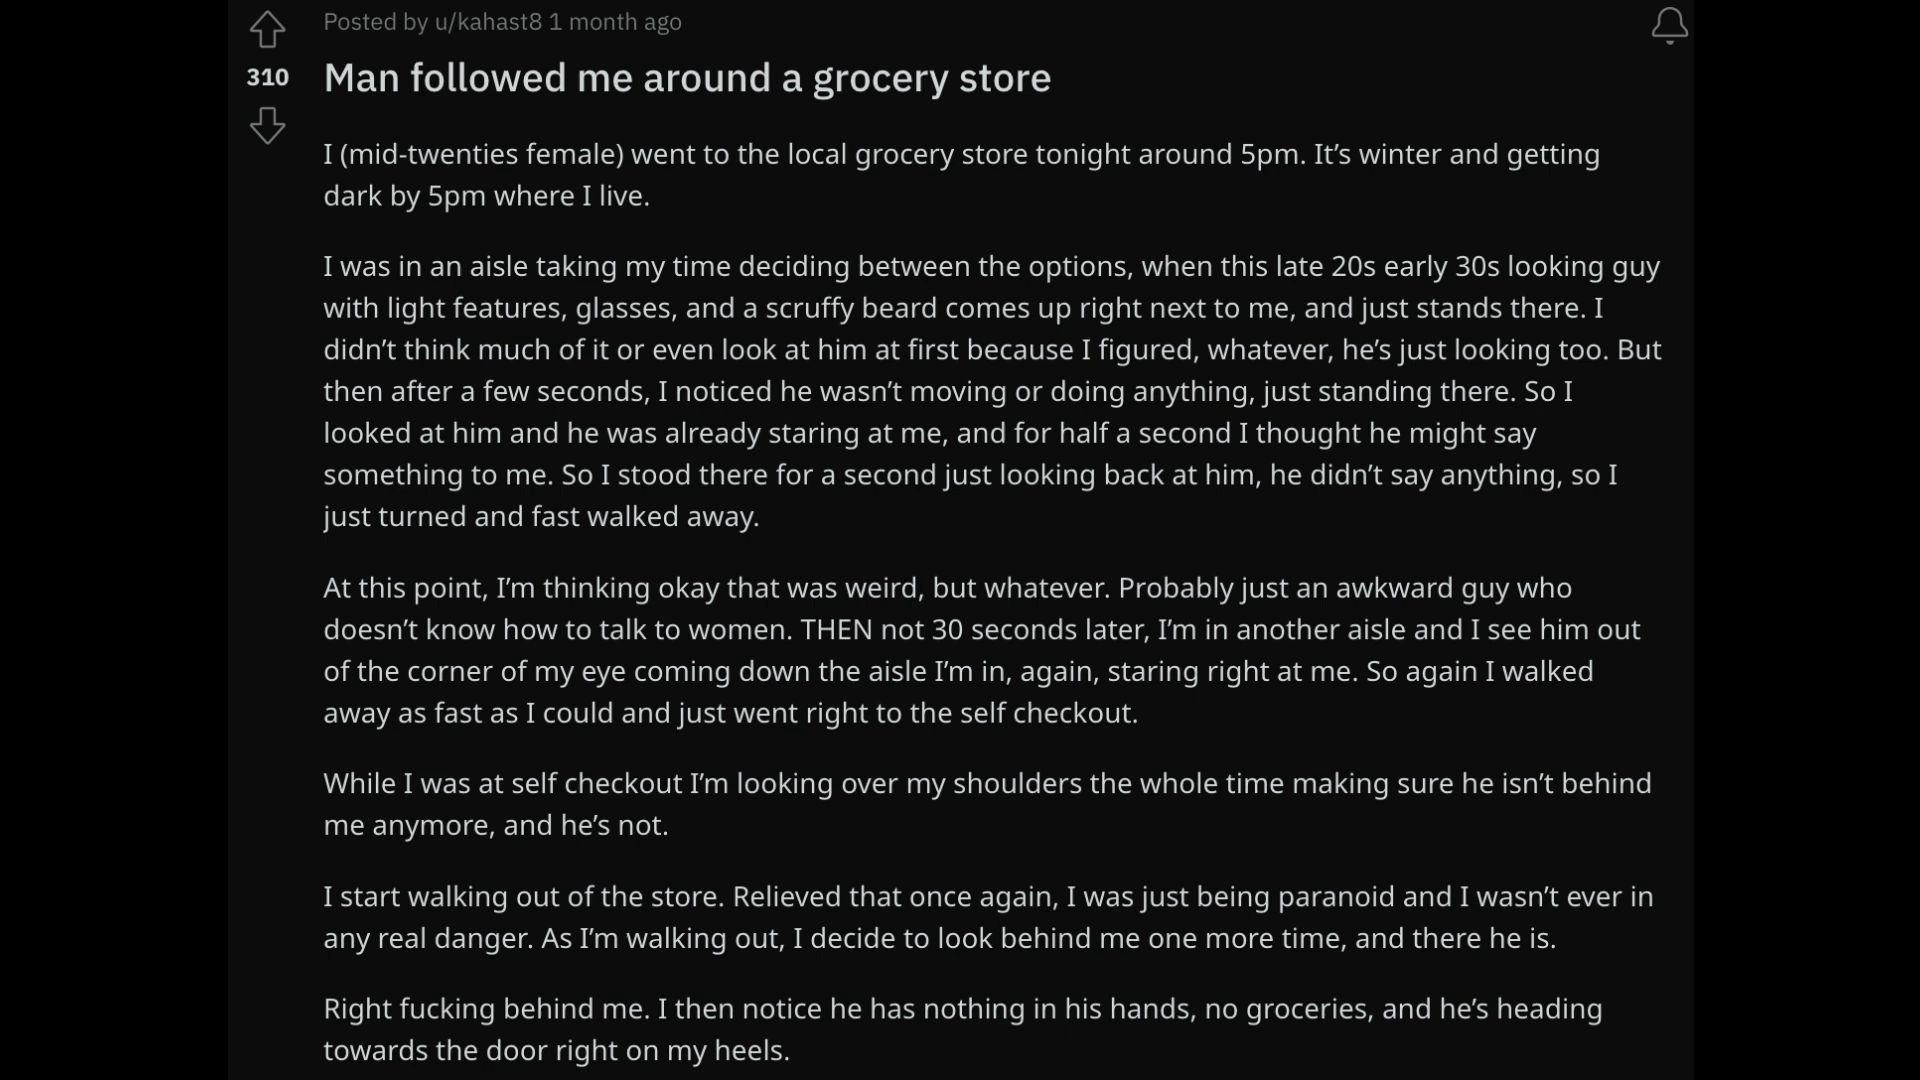 Posted by u/kahast8 1 month ago
310
Man followed me around a grocery store
I (mid-twenties female) went to the local grocery store tonight around 5pm. It’s winter and getting
dark by 5pm where I live.
I was in an aisle taking my time deciding between the options, when this late 20s early 30s looking guy
with light features, glasses, and a scruffy beard comes up right next to me, and just stands there. I
didn’t think much of it or even look at him at first because I figured, whatever, he’s just looking too. But
then after a few seconds, I noticed he wasn’t moving or doing anything, just standing there. So I
looked at him and he was already staring at me, and for half a second I thought he might say
something to me. So I stood there for a second just looking back at him, he didn’t say anything, so I
just turned and fast walked away.
At this point, I’m thinking okay that was weird, but whatever. Probably just an awkward guy who
doesn’t know how to talk to women. THEN not 30 seconds later, I’m in another aisle and I see him out
of the corner of my eye coming down the aisle I’m in, again, staring right at me. So again I walked
away as fast as I could and just went right to the self checkout.
While I was at self checkout I’m looking over my shoulders the whole time making sure he isn’t behind
me anymore, and he’s not.
I start walking out of the store. Relieved that once again, I was just being paranoid and I wasn’t ever in
any real danger. As I’m walking out, I decide to look behind me one more time, and there he is.
Right fucking behind me. I then notice he has nothing in his hands, no groceries, and he’s heading
towards the door right on my heels.